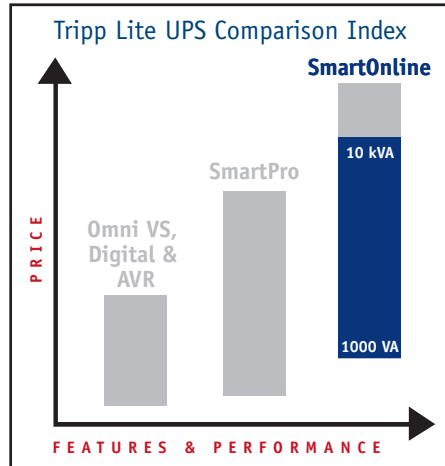 Tripp Lite UPS Comparison Index
SmartOnline
10 kVA
SmartPro
Omni VS,
Digital &
AVR
PRICE
1000 VA
FEATURES & PERFORMANCE